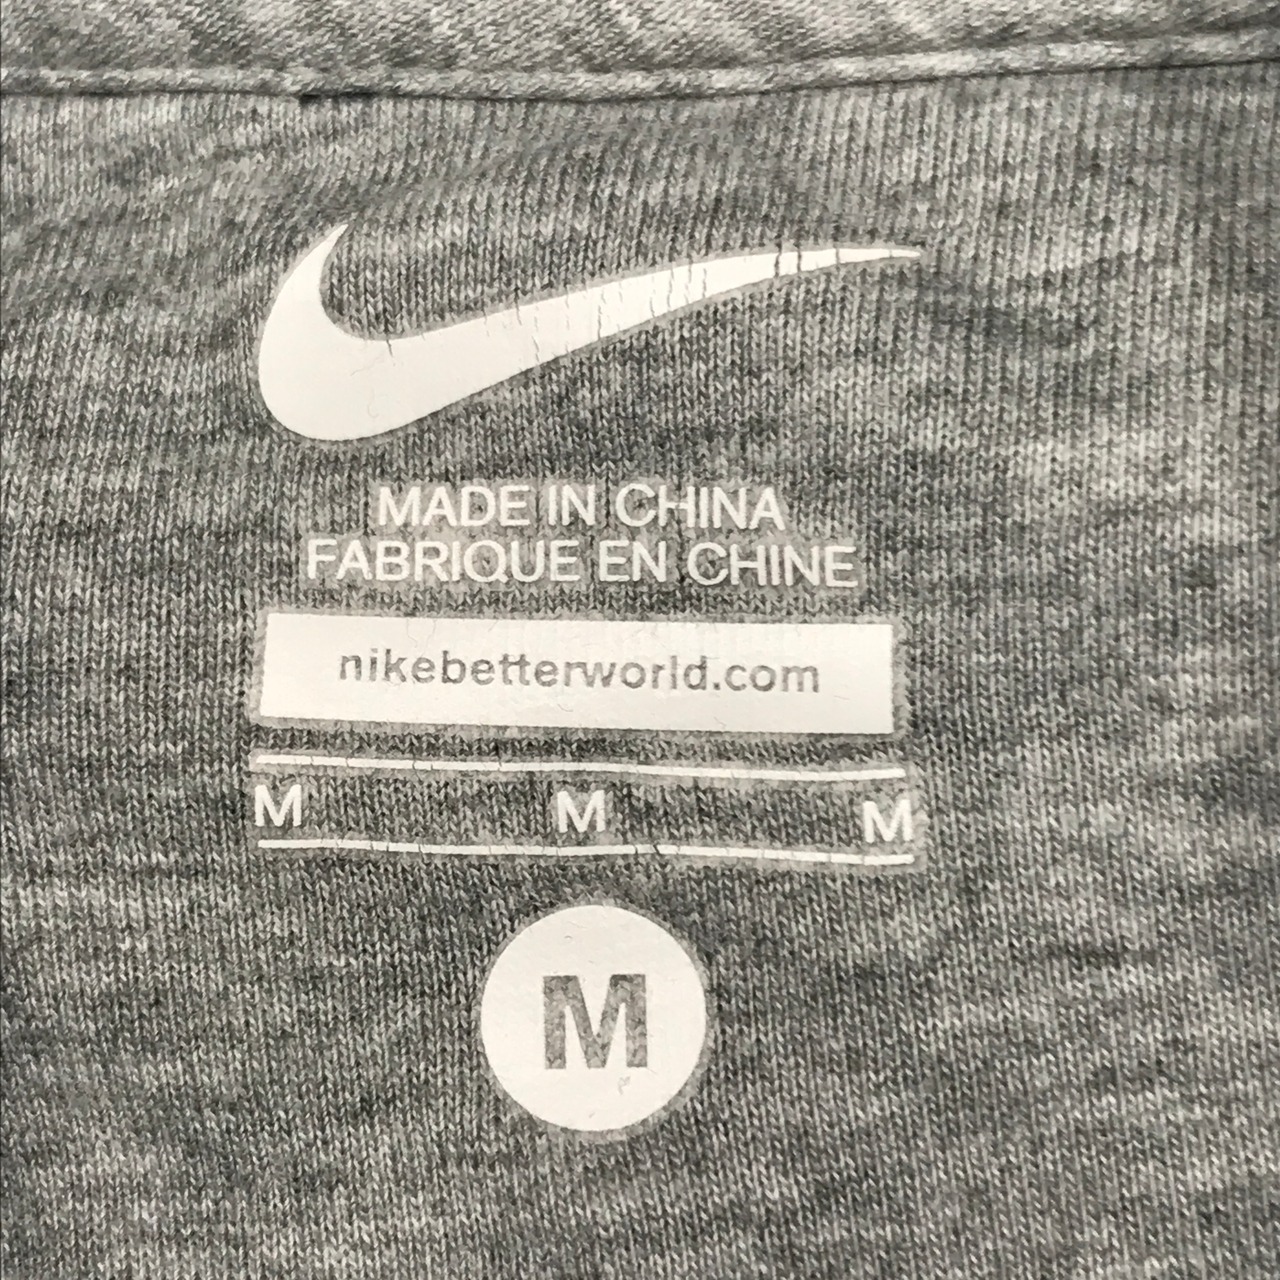 MADE IN CHINA
FABRIQUE EN CHINE
nikebetterworld.com
M M M
M